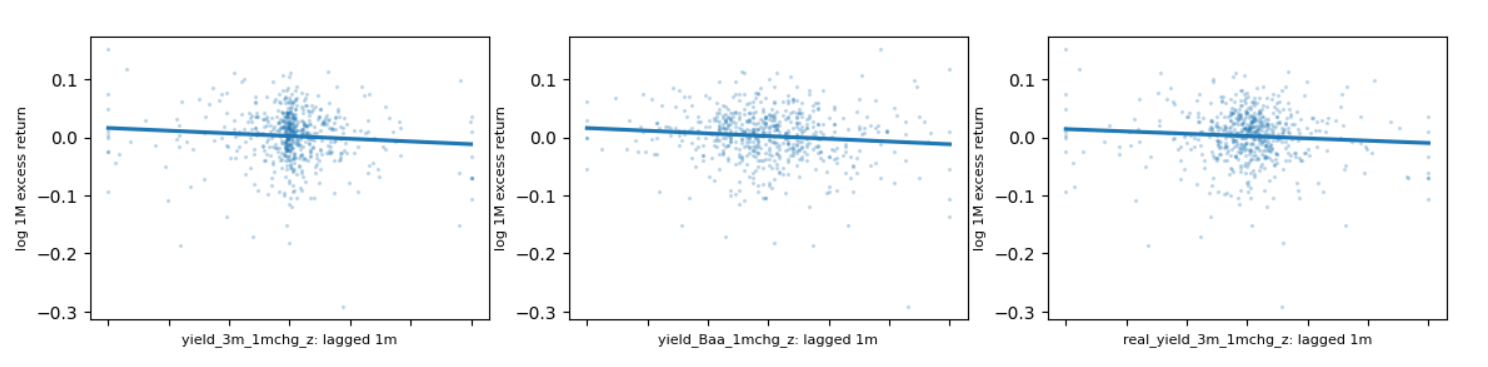 log 1M excess return
0.1
0.0
−0.1
−0.2
−0.3
yield_3m_1mchg_z: lagged 1m
log 1M excess return
0.1
0.0
−0.1
−0.2
−0.3
yield_Baa_1mchg_z: lagged 1m
log 1M excess return
0.1
0.0
−0.1
−0.2
−0.3
real_yield_3m_1mchg_z: lagged 1m